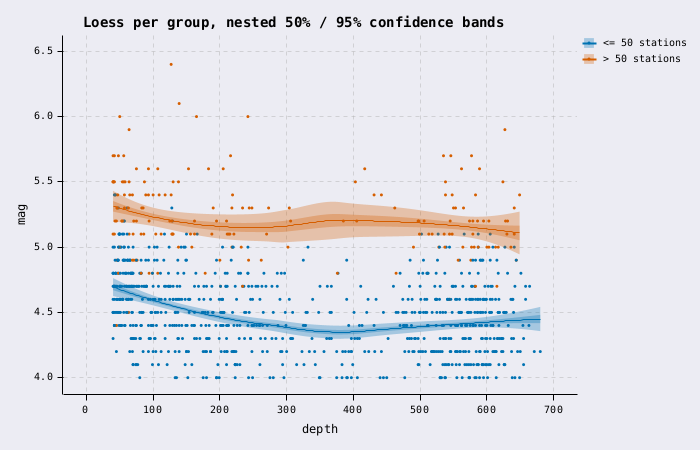 Loess per group, nested 50% / 95% confidence bands
<= 50 stations
> 50 stations
6.5
6.0
5.5
5.0
4.5
4.0
mag
0 100 200 300 400 500 600 700
depth